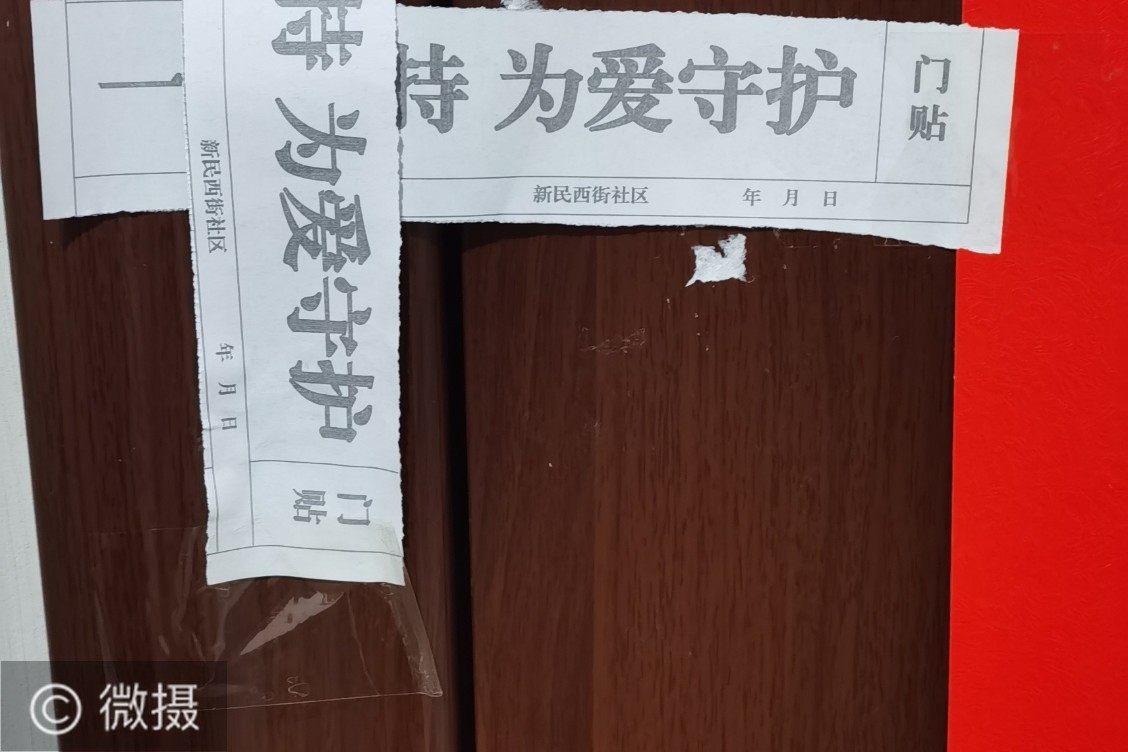 持 为爱守护
门贴
新民西街社区 年 月 日
持 为爱守护
新民西街社区 年 月 日
门贴
© 微摄